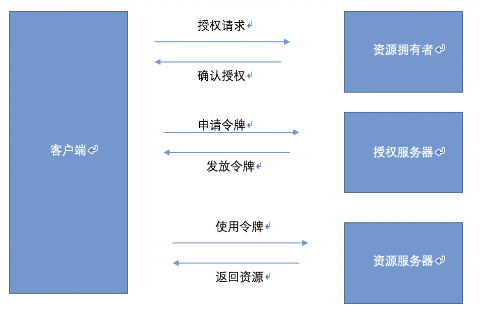 授权请求
资源拥有者
确认授权
申请令牌
客户端
授权服务器
发放令牌
使用令牌
资源服务器
返回资源